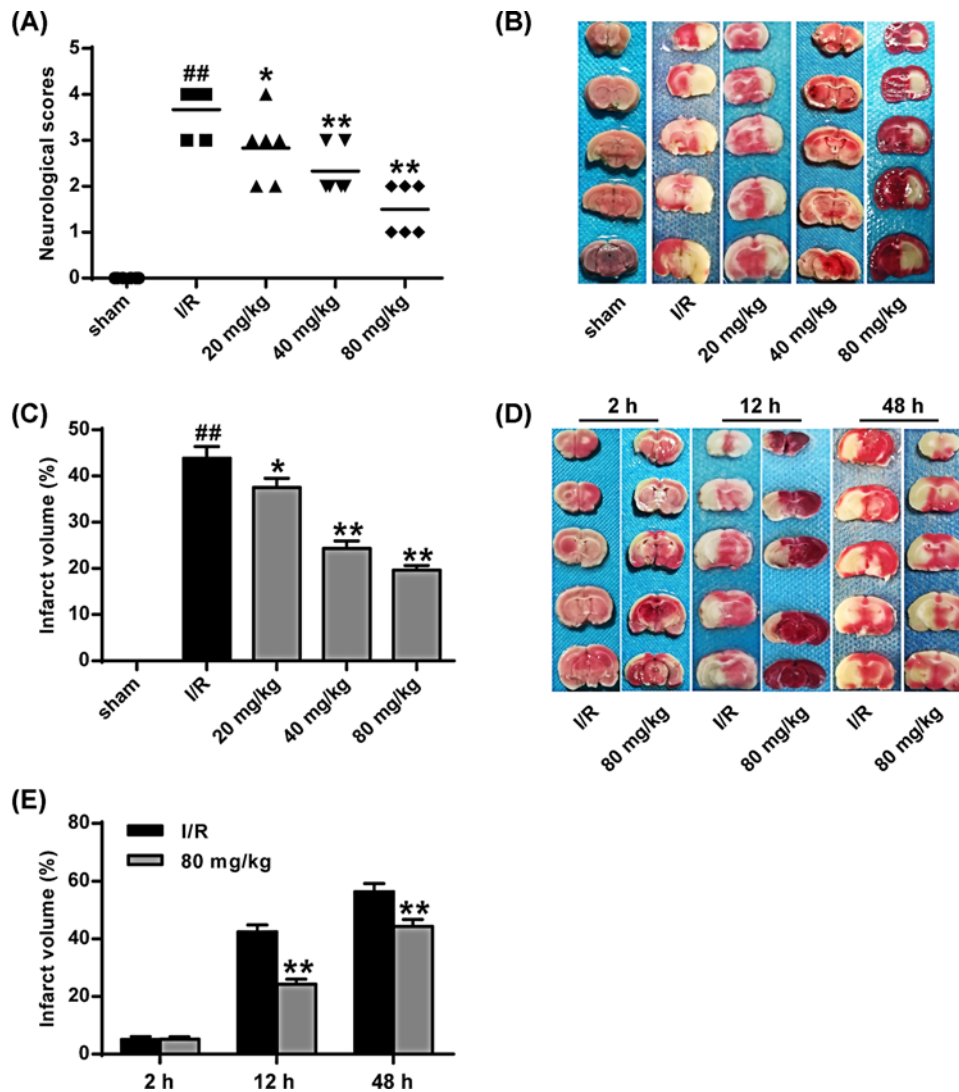 (A)
Neurological scores
5
4
3
2
1
0
##
*
**
**
sham
I/R
20 mg/kg
40 mg/kg
80 mg/kg
(B)
sham
I/R
20 mg/kg
40 mg/kg
80 mg/kg
(C)
Infarct volume (%)
50
40
30
20
10
0
##
*
**
**
sham
I/R
20 mg/kg
40 mg/kg
80 mg/kg
(D)
2 h 12 h 48 h
I/R
80 mg/kg
I/R
80 mg/kg
I/R
80 mg/kg
(E)
Infarct volume (%)
80
60
40
20
0
I/R
80 mg/kg
**
**
2 h 12 h 48 h